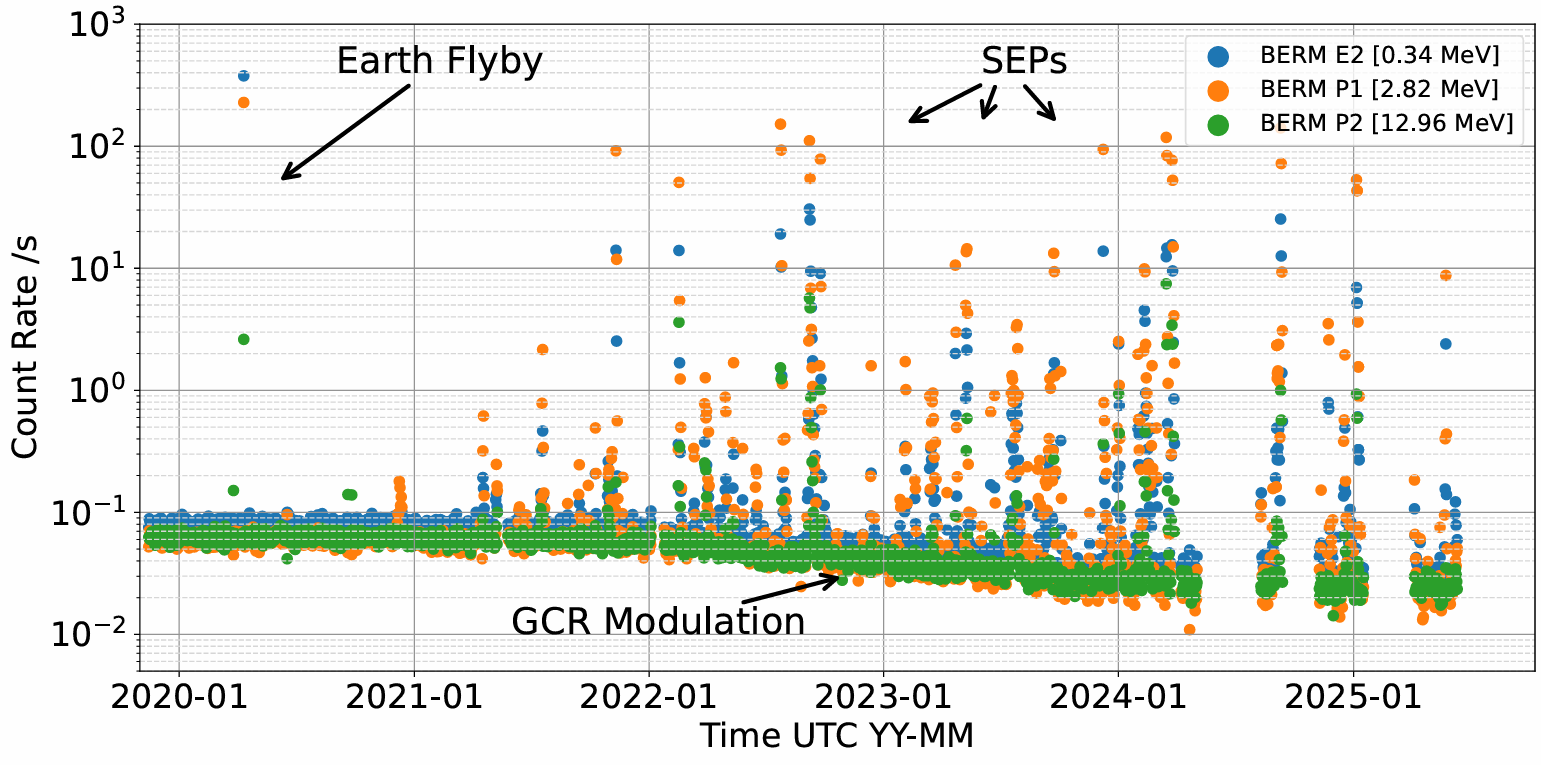 10³
10²
10¹
10⁰
10⁻¹
10⁻²
Count Rate /s
Earth Flyby
SEPs
BERM E2 [0.34 MeV]
BERM P1 [2.82 MeV]
BERM P2 [12.96 MeV]
GCR Modulation
2020-01 2021-01 2022-01 2023-01 2024-01 2025-01
Time UTC YY-MM